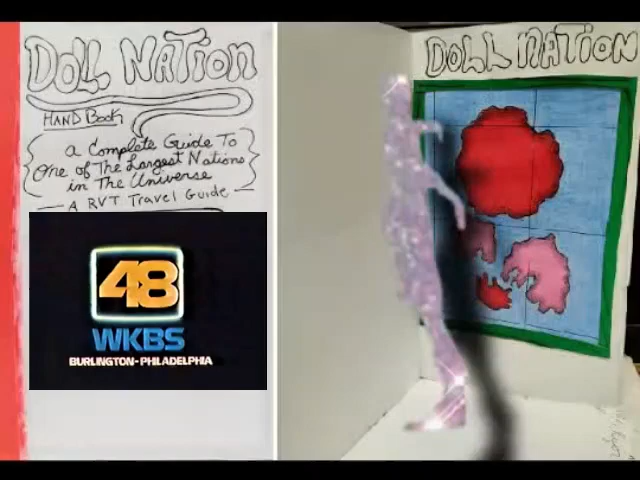 DOLL NATION
HAND Book
a Complete Guide To
One of The Largest Nations
in The Universe
A RVT Travel Guide
48
WKBS
BURLINGTON-PHILADELPHIA
DOLL NATION